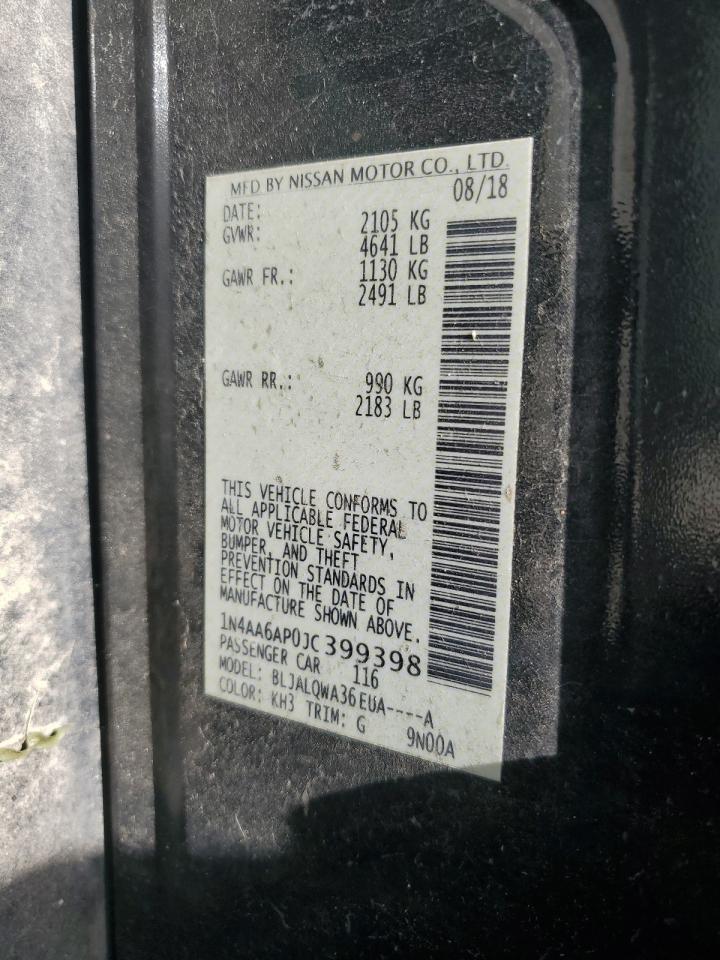 MFD BY NISSAN MOTOR CO., LTD.
DATE: 08/18
GVWR: 2105 KG
4641 LB
GAWR FR.: 1130 KG
2491 LB
GAWR RR.: 990 KG
2183 LB
THIS VEHICLE CONFORMS TO
ALL APPLICABLE FEDERAL
MOTOR VEHICLE SAFETY,
BUMPER, AND THEFT
PREVENTION STANDARDS IN
EFFECT ON THE DATE OF
MANUFACTURE SHOWN ABOVE.
1N4AA6AP0JC399398
PASSENGER CAR 116
MODEL: BLJALQWA36EUA----A
COLOR: KH3 TRIM: G 9N00A